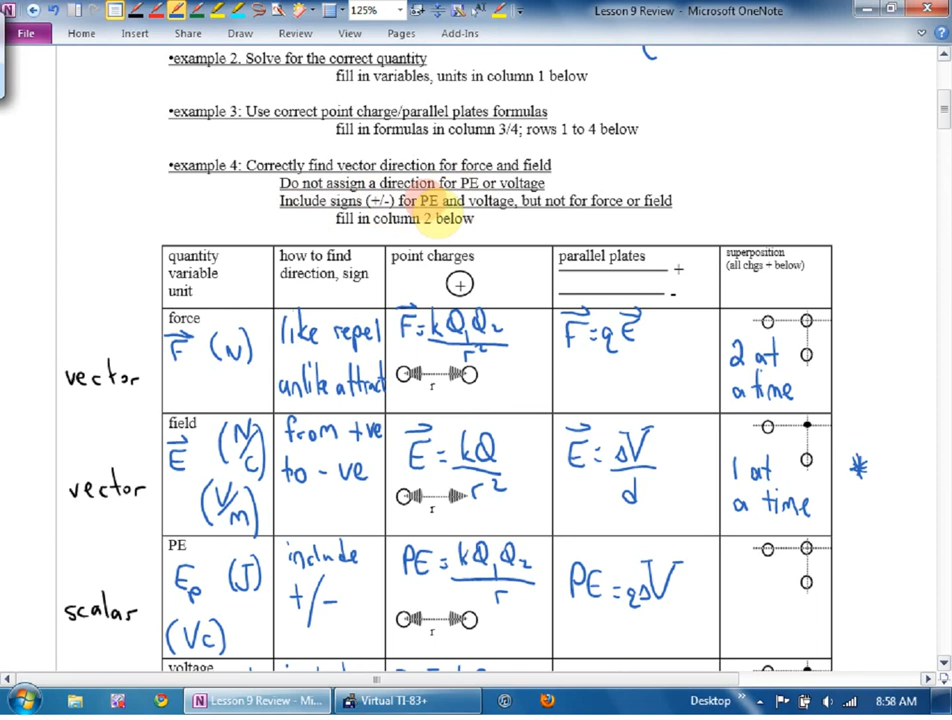 125%
Lesson 9 Review - Microsoft OneNote
File Home Insert Share Draw Review View Pages Add-Ins
•example 2. Solve for the correct quantity
fill in variables, units in column 1 below
•example 3: Use correct point charge/parallel plates formulas
fill in formulas in column 3/4; rows 1 to 4 below
•example 4: Correctly find vector direction for force and field
Do not assign a direction for PE or voltage
Include signs (+/-) for PE and voltage, but not for force or field
fill in column 2 below
quantity
variable
unit
how to find
direction, sign
point charges
+
parallel plates
+
-
superposition
(all chgs + below)
vector
force
F (N)
like repel
unlike attract
F = kQ₁Q₂
r²
r
F = qE
2 at
a time
vector
field
E (N/C)
(V/m)
from +ve
to -ve
E = kQ
r²
r
E = ΔV
d
1 at
a time
*
scalar
PE
Ep (J)
(VC)
include
+/-
PE = kQ₁Q₂
r
r
PE = qΔV
voltage
Lesson 9 Review - Mi...
Virtual TI-83+
Desktop
8:58 AM